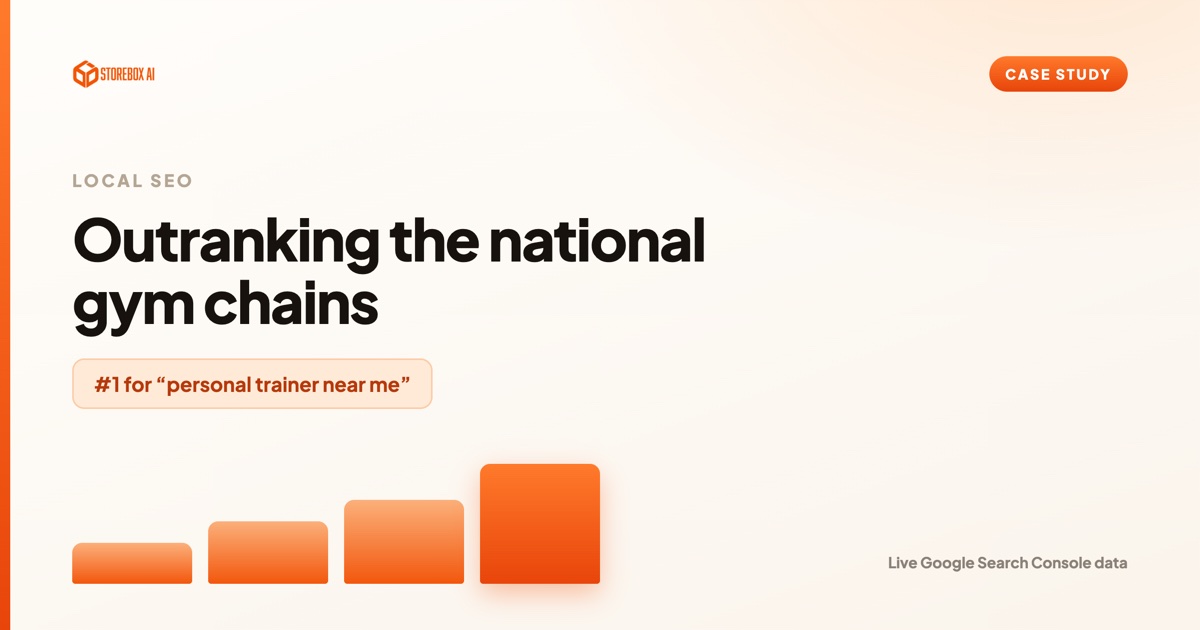 STOREBOX AI
CASE STUDY
LOCAL SEO
Outranking the national
gym chains
#1 for “personal trainer near me”
Live Google Search Console data